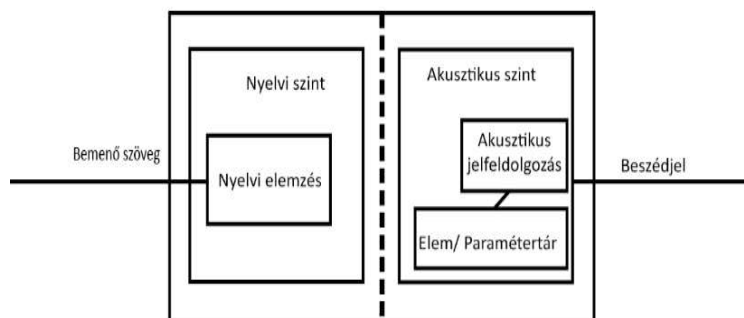 Nyelvi szint
Akusztikus szint
Bemenő szöveg
Nyelvi elemzés
Akusztikus
jelfeldolgozás
Beszédjel
Elem/ Paramétertár